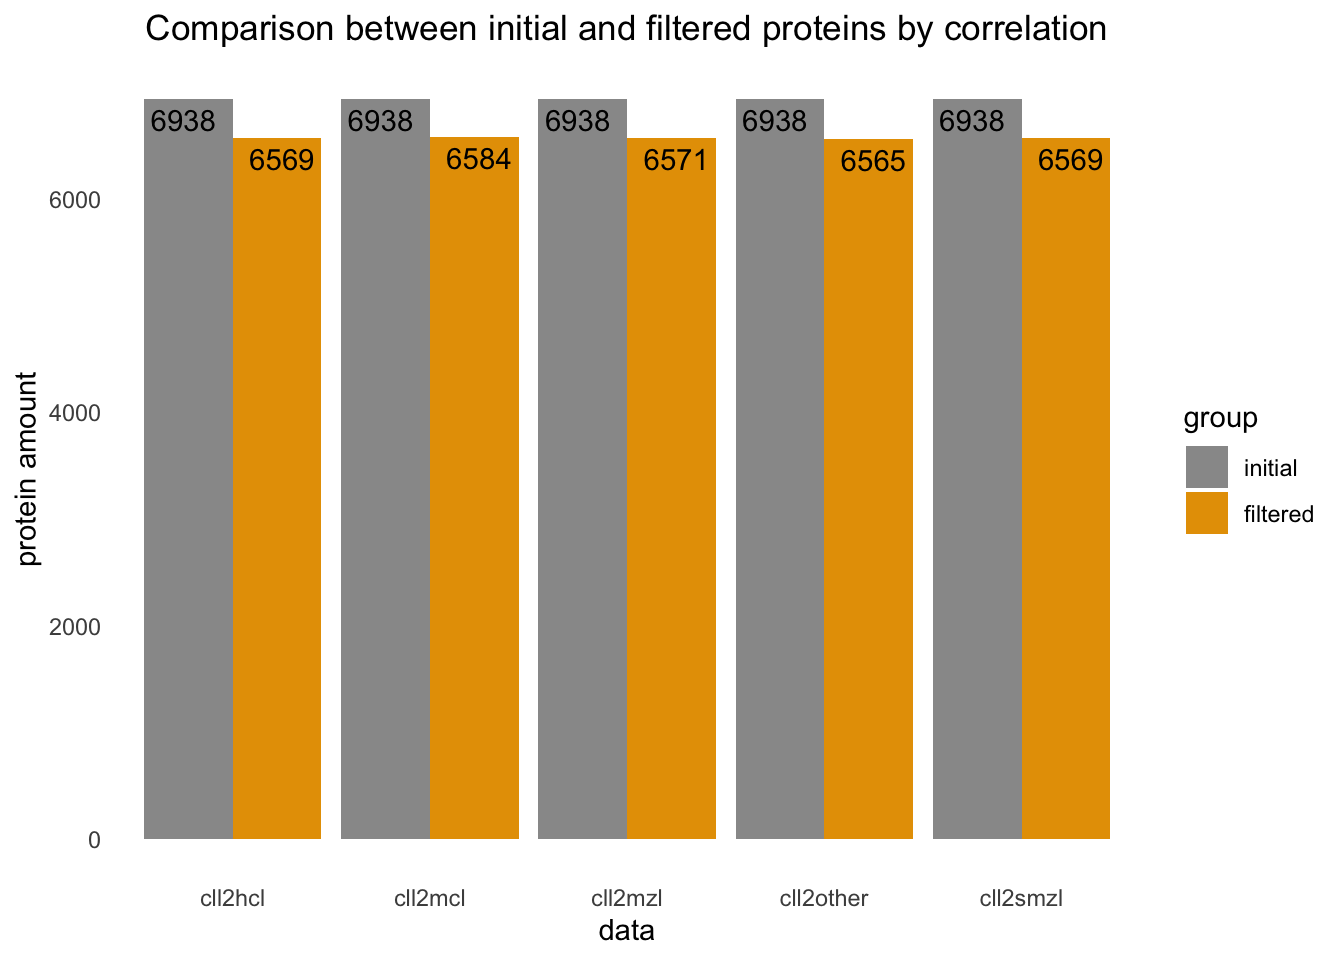 Comparison between initial and filtered proteins by correlation
6938 6938 6938 6938 6938
6569 6584 6571 6565 6569
6000
4000
2000
0
protein amount
group
initial
filtered
cll2hcl cll2mcl cll2mzl cll2other cll2smzl
data